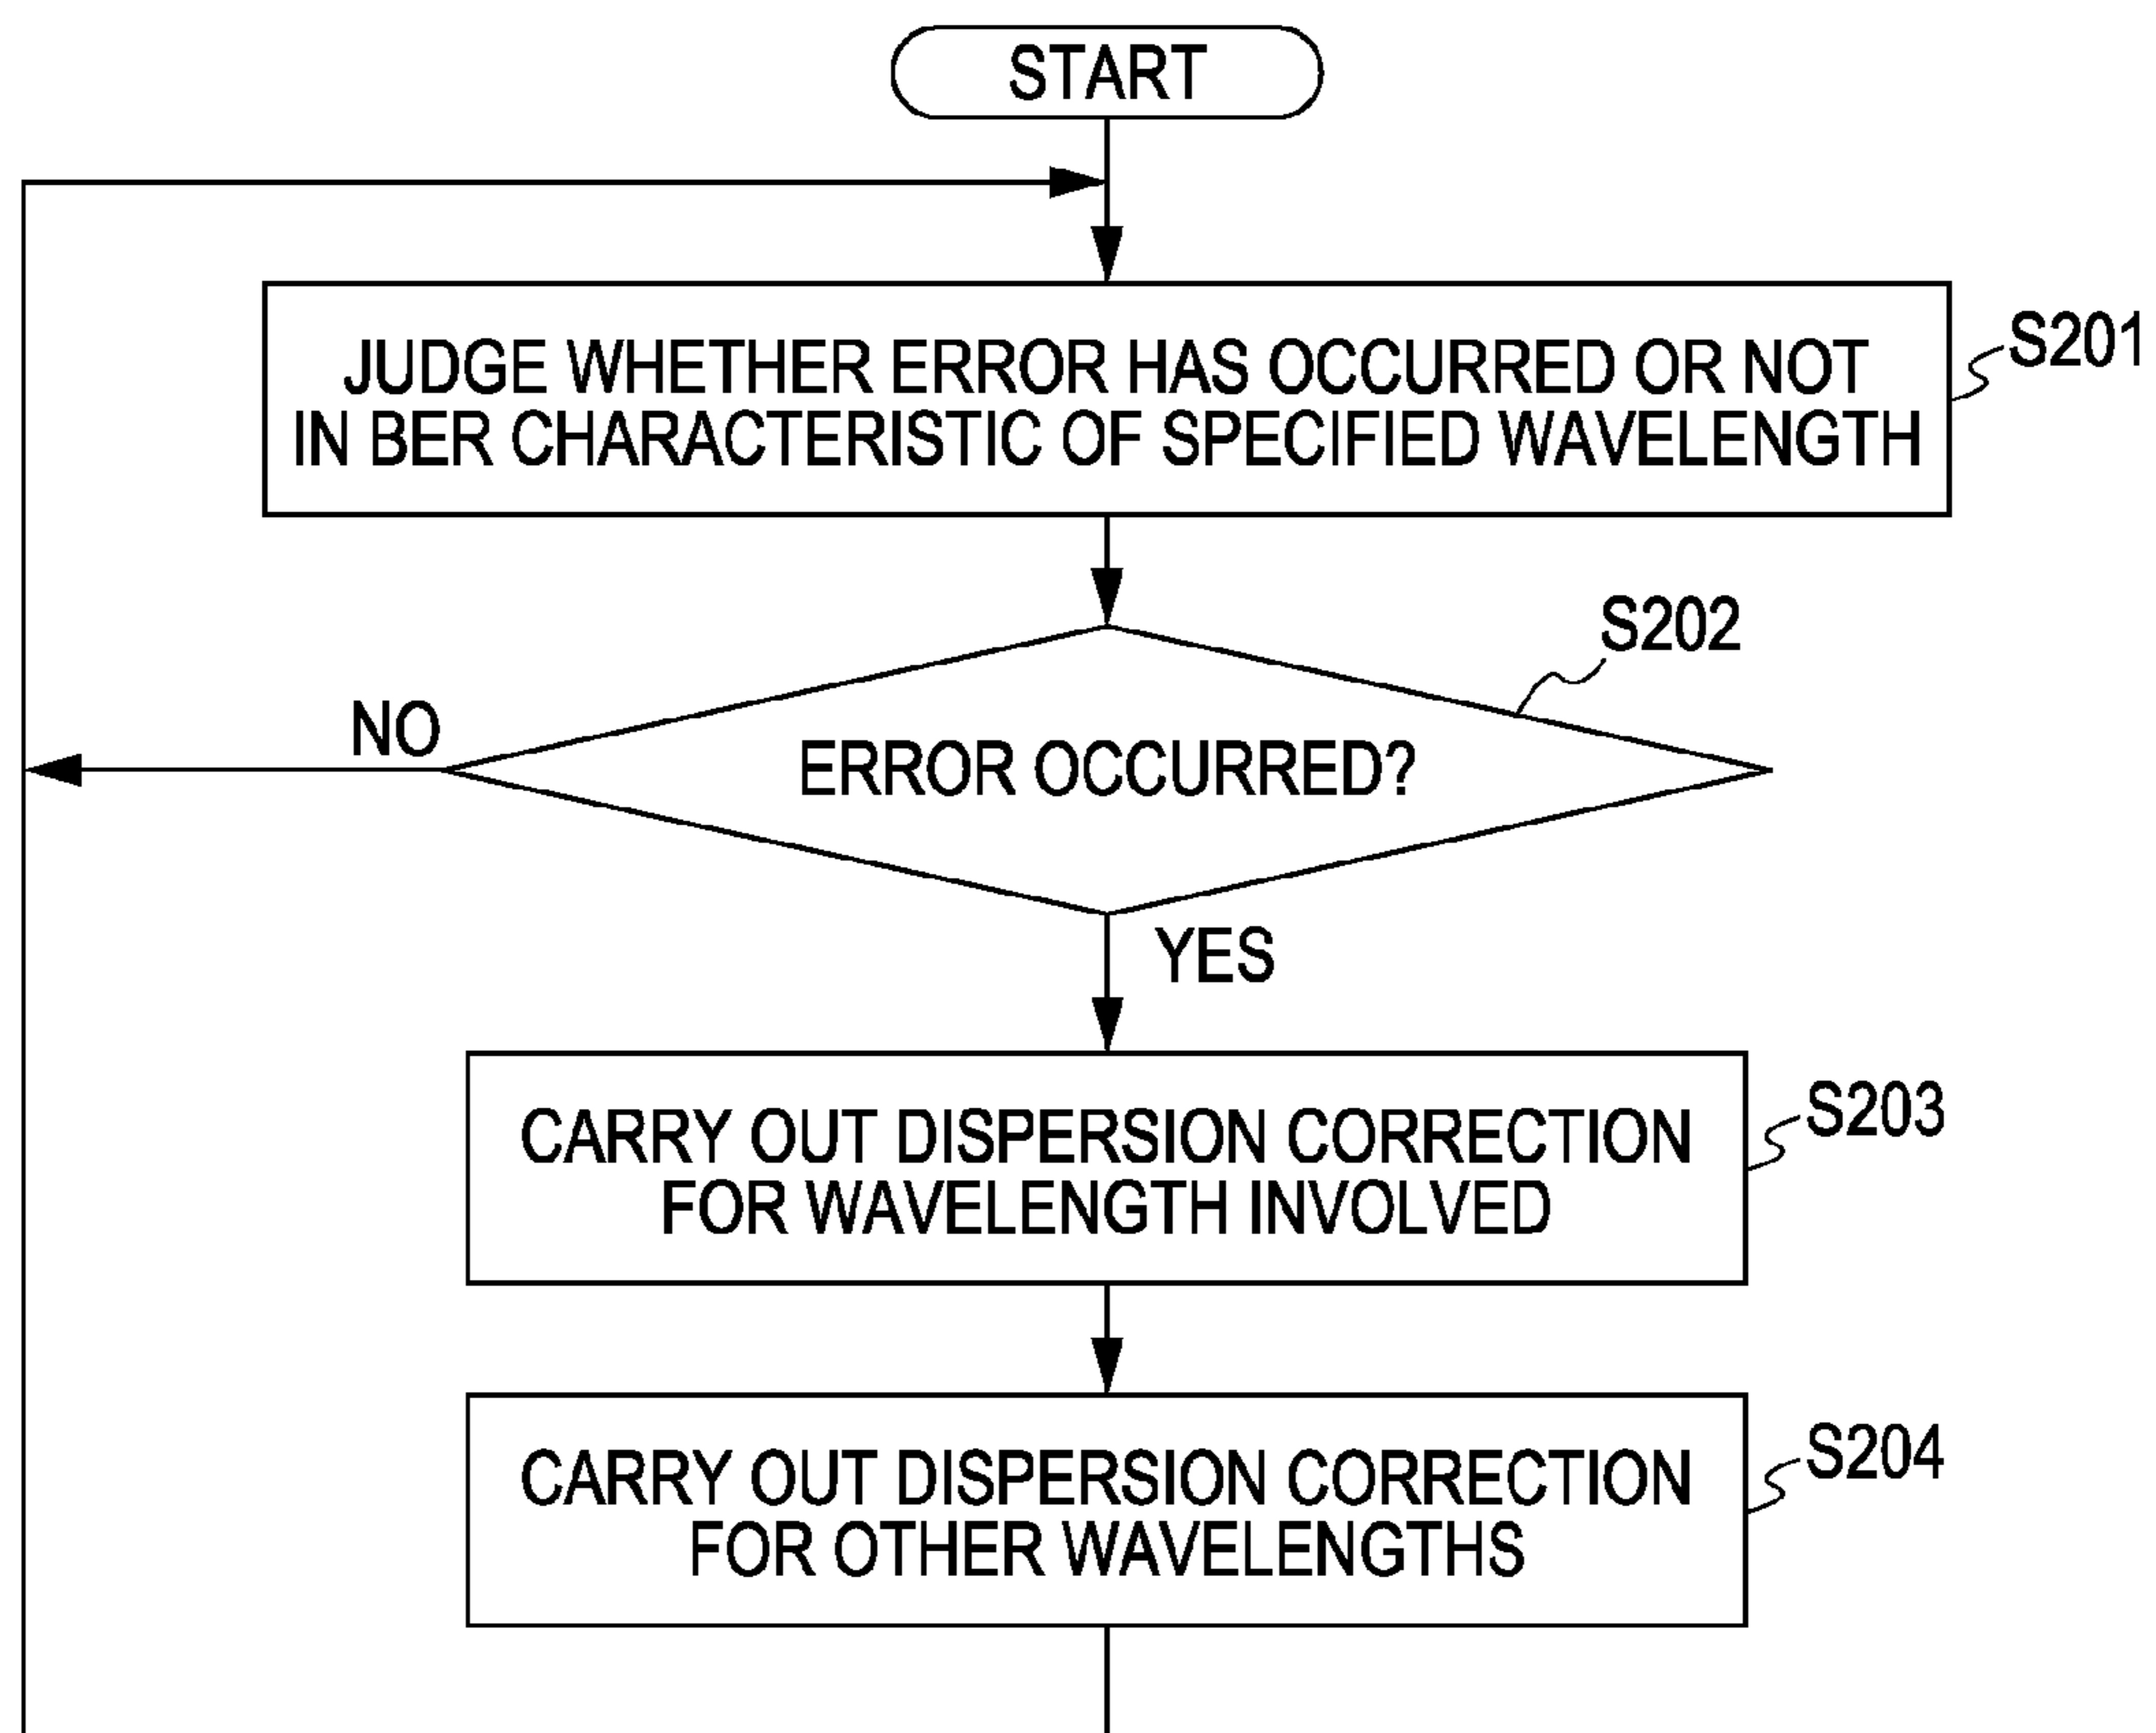 START
JUDGE WHETHER ERROR HAS OCCURRED OR NOT
IN BER CHARACTERISTIC OF SPECIFIED WAVELENGTH
S201
S202
NO
ERROR OCCURRED?
YES
CARRY OUT DISPERSION CORRECTION
FOR WAVELENGTH INVOLVED
S203
CARRY OUT DISPERSION CORRECTION
FOR OTHER WAVELENGTHS
S204